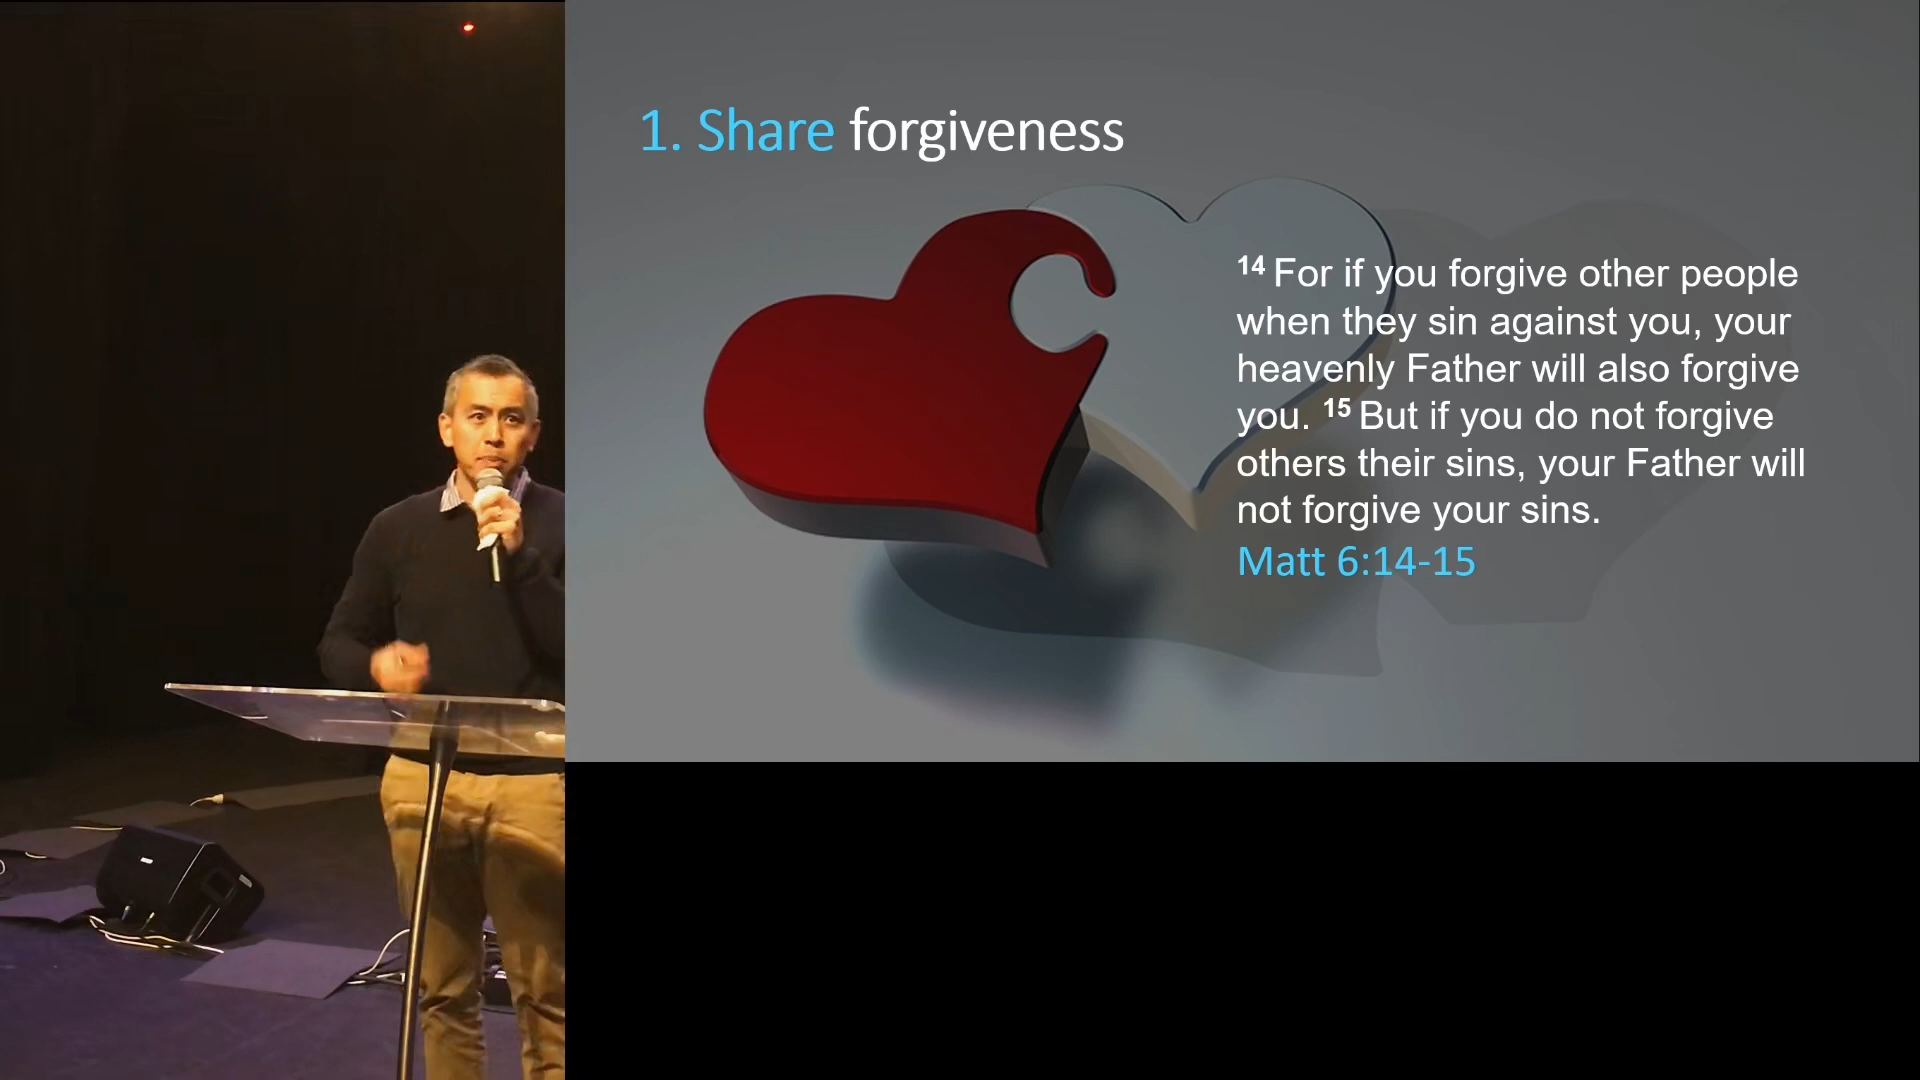 1. Share forgiveness
14 For if you forgive other people
when they sin against you, your
heavenly Father will also forgive
you. 15 But if you do not forgive
others their sins, your Father will
not forgive your sins.
Matt 6:14-15